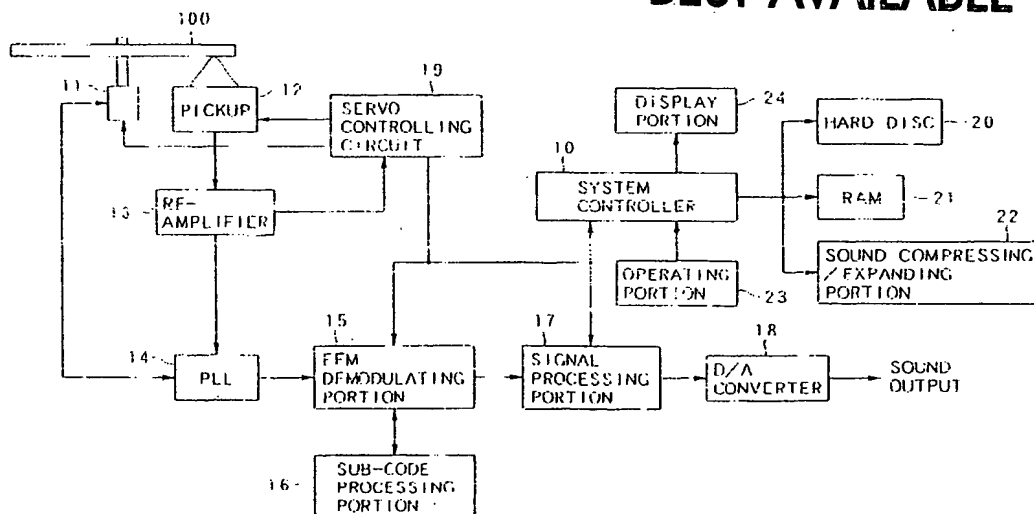 100
11
PICKUP
12
SERVO
CONTROLLING
CIRCUIT
19
RF-
AMPLIFIER
13
14
PLL
15
EFM
DEMODULATING
PORTION
16
SUB-CODE
PROCESSING
PORTION
17
SIGNAL
PROCESSING
PORTION
18
D/A
CONVERTER
SOUND
OUTPUT
DISPLAY
PORTION
24
10
SYSTEM
CONTROLLER
OPERATING
PORTION
23
HARD DISC
20
RAM
21
22
SOUND COMPRESSING
/EXPANDING
PORTION